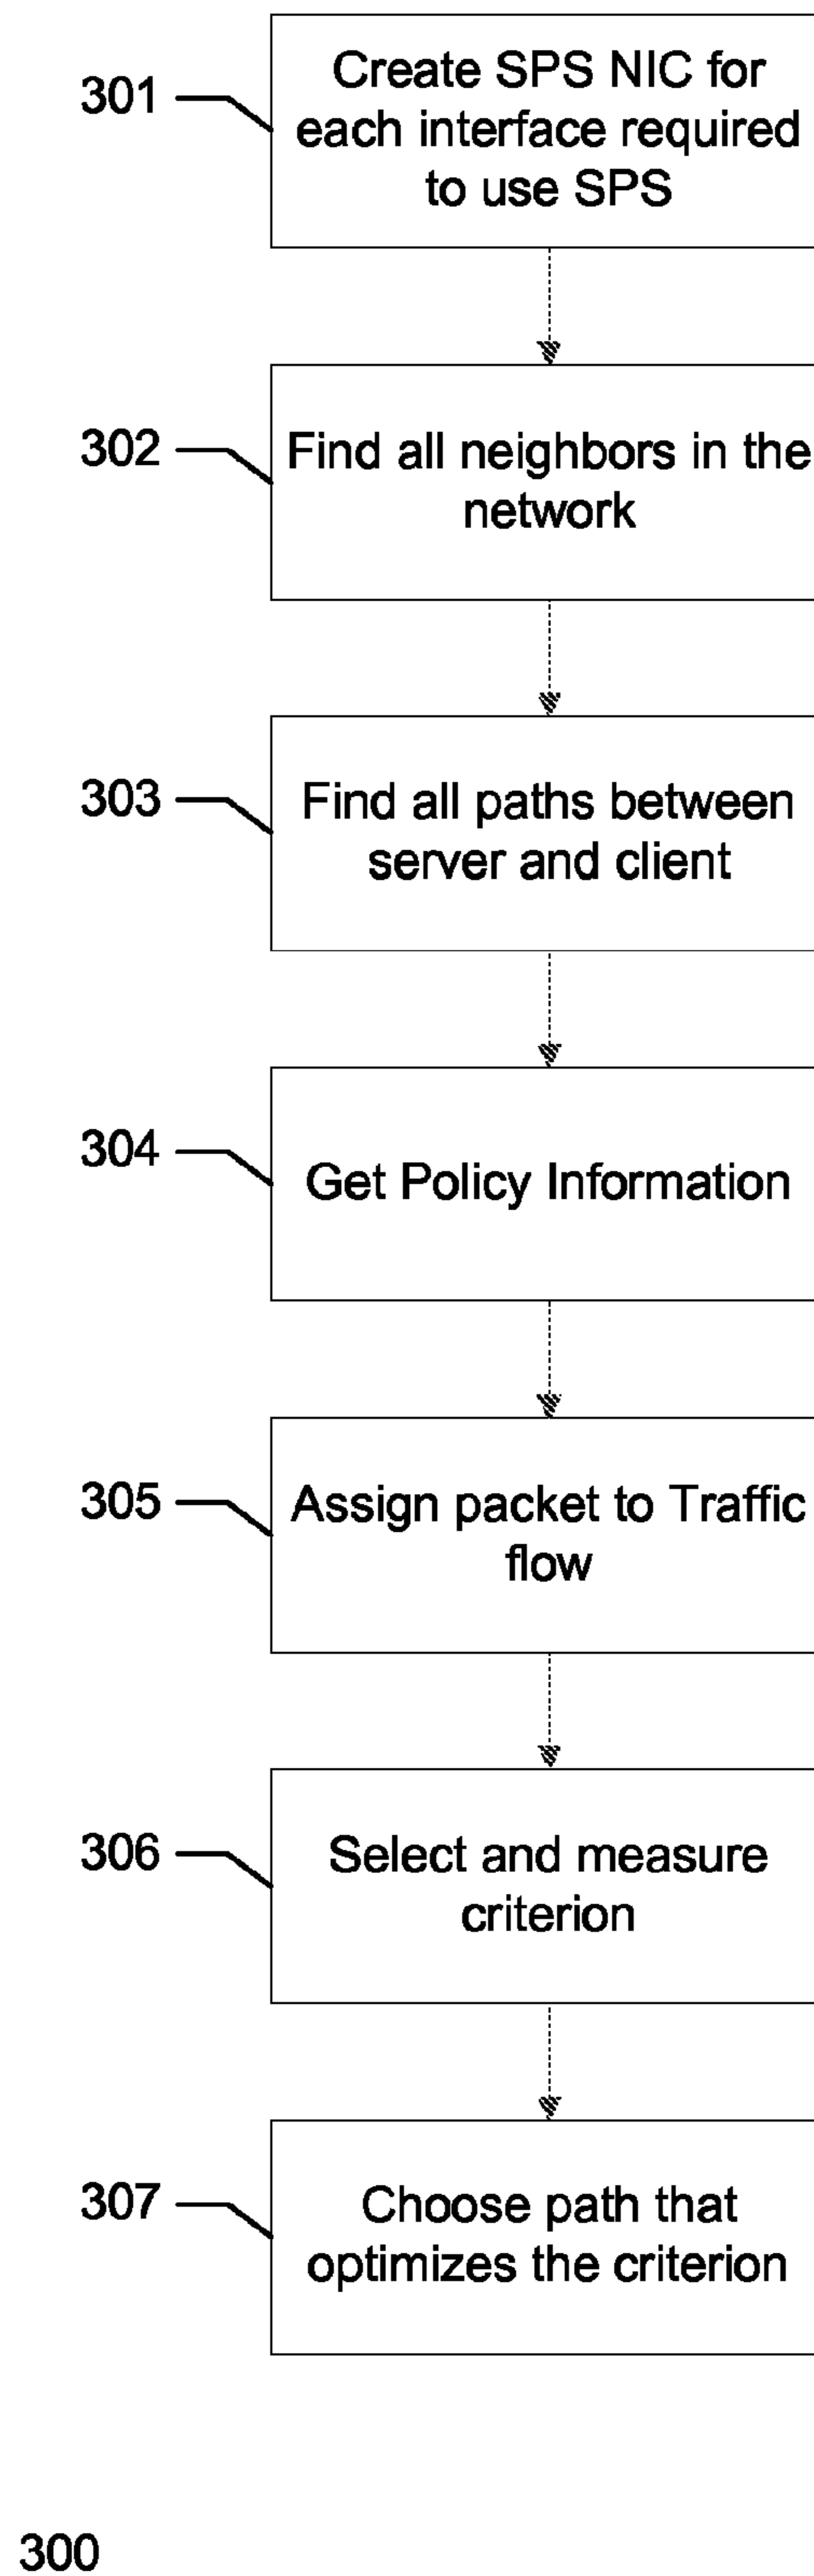 301
Create SPS NIC for
each interface required
to use SPS
302
Find all neighbors in the
network
303
Find all paths between
server and client
304
Get Policy Information
305
Assign packet to Traffic
flow
306
Select and measure
criterion
307
Choose path that
optimizes the criterion
300